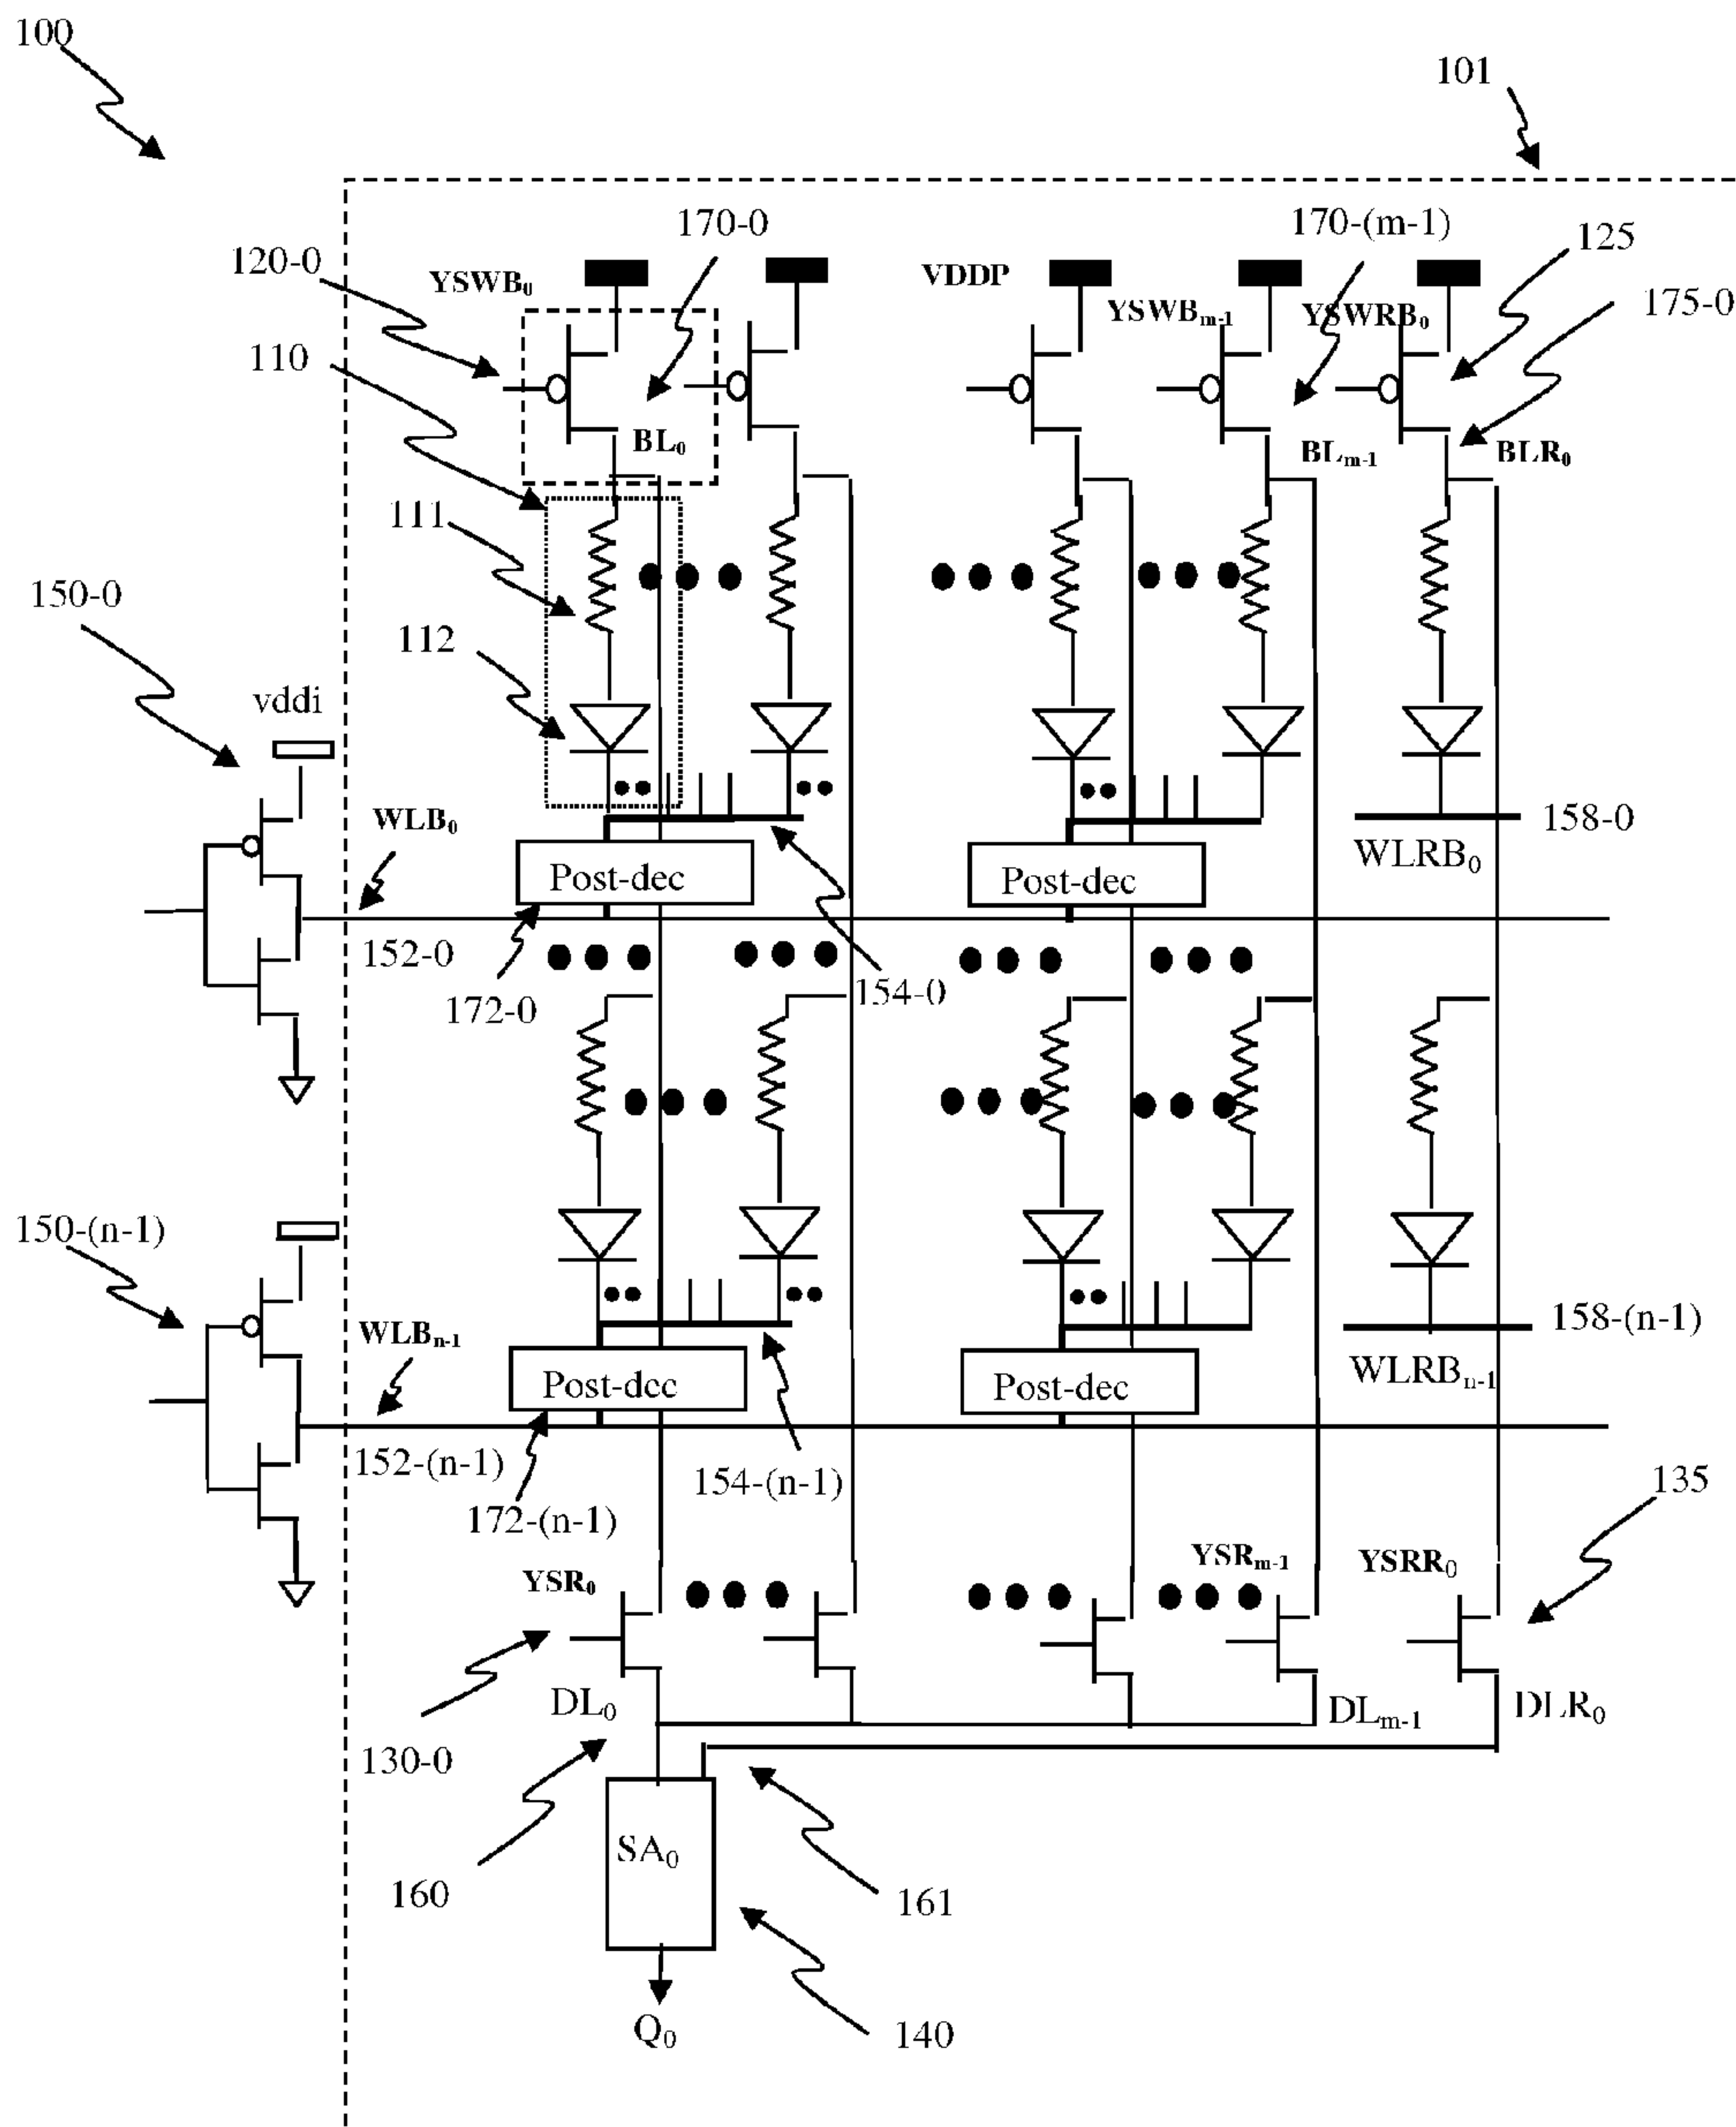 100
101
170-0
170-(m-1)
125
120-0
YSWB₀
VDDP
YSWBₘ₋₁
YSWRB₀
175-0
110
BL₀
BLₘ₋₁
BLR₀
111
150-0
112
vddi
WLB₀
158-0
WLRB₀
Post-dec
Post-dec
152-0
172-0
154-0
150-(n-1)
WLBₙ₋₁
158-(n-1)
WLRBₙ₋₁
Post-dec
Post-dec
152-(n-1)
154-(n-1)
172-(n-1)
135
YSR₀
YSRₘ₋₁
YSRR₀
DL₀
DLₘ₋₁
DLR₀
130-0
SA₀
160
161
Q₀
140